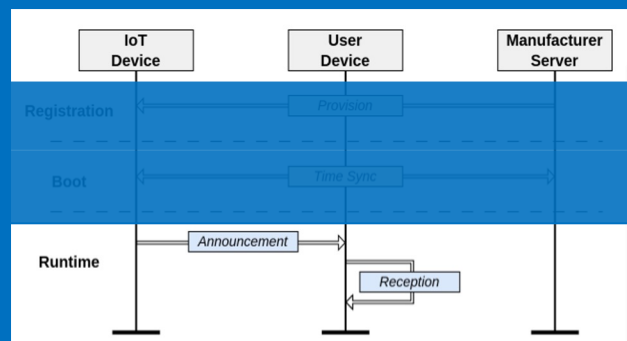 IoT
Device
User
Device
Manufacturer
Server
Registration
Provision
Boot
Time Sync
Announcement
Runtime
Reception